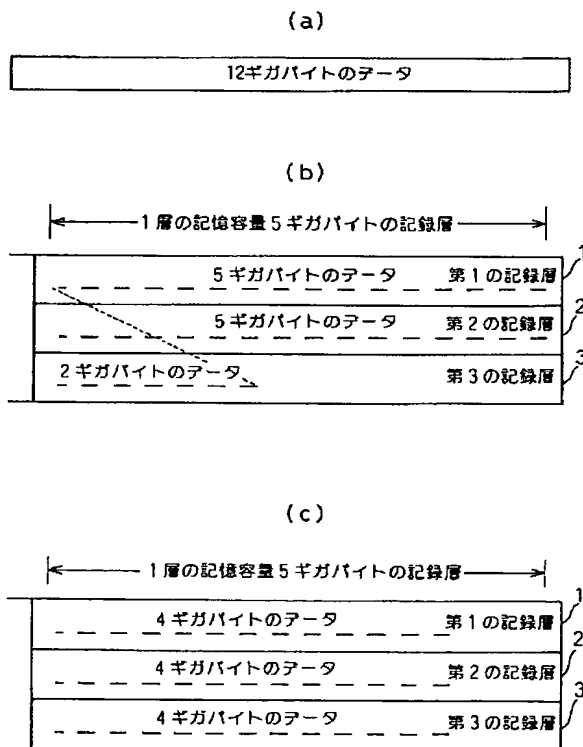 (a)
12ギガバイトのデータ
(b)
1層の記憶容量5ギガバイトの記録層
5ギガバイトのデータ 第1の記録層 1
5ギガバイトのデータ 第2の記録層 2
2ギガバイトのデータ 第3の記録層 3
(c)
1層の記憶容量5ギガバイトの記録層
4ギガバイトのデータ 第1の記録層 1
4ギガバイトのデータ 第2の記録層 2
4ギガバイトのデータ 第3の記録層 3